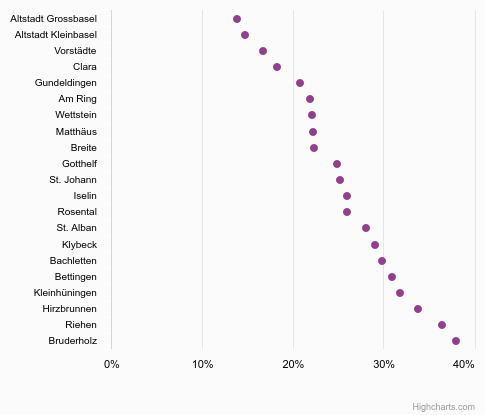 Altstadt Grossbasel
Altstadt Kleinbasel
Vorstädte
Clara
Gundeldingen
Am Ring
Wettstein
Matthäus
Breite
Gotthelf
St. Johann
Iselin
Rosental
St. Alban
Klybeck
Bachletten
Bettingen
Kleinhüningen
Hirzbrunnen
Riehen
Bruderholz
0% 10% 20% 30% 40%
Highcharts.com